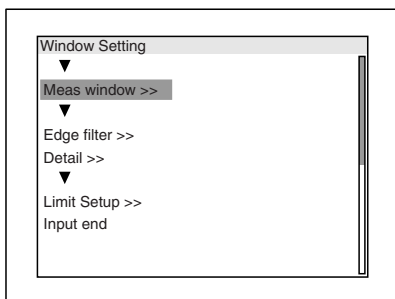 Window Setting
▼
Meas window >>
▼
Edge filter >>
Detail >>
▼
Limit Setup >>
Input end